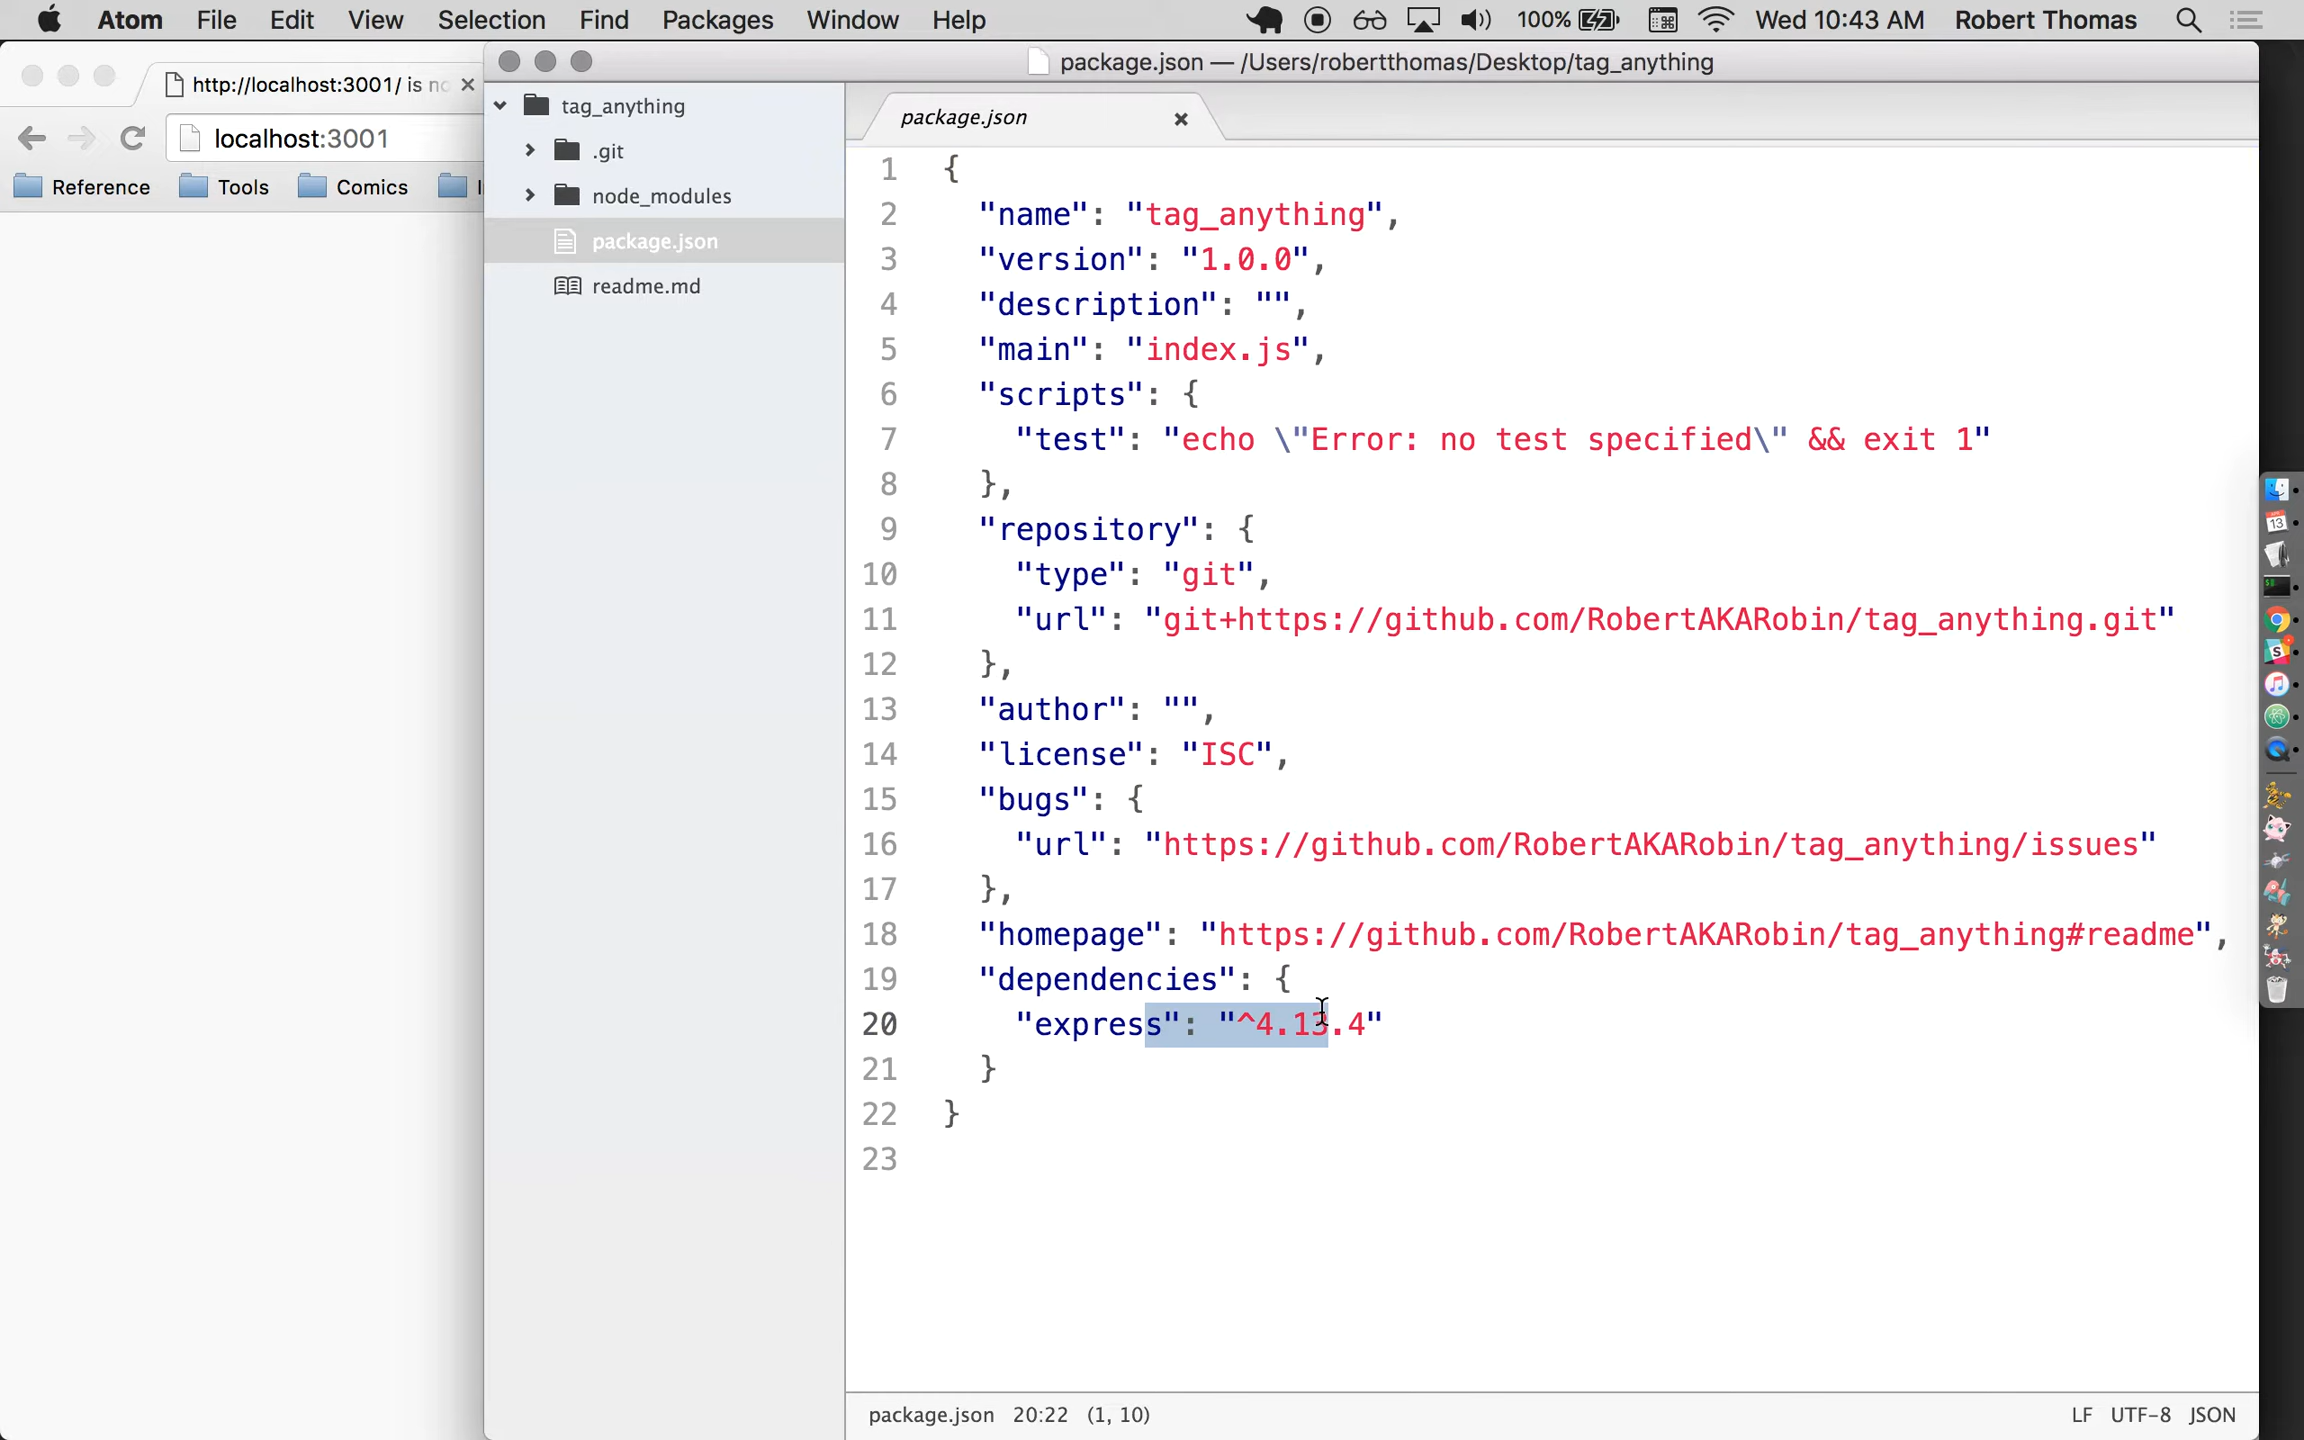 Atom File Edit View Selection Find Packages Window Help 100% Wed 10:43 AM Robert Thomas
package.json — /Users/robertthomas/Desktop/tag_anything
http://localhost:3001/ is
localhost:3001
Reference Tools Comics
tag_anything
.git
node_modules
package.json
readme.md
package.json
1 {
2 "name": "tag_anything",
3 "version": "1.0.0",
4 "description": "",
5 "main": "index.js",
6 "scripts": {
7 "test": "echo \"Error: no test specified\" && exit 1"
8 },
9 "repository": {
10 "type": "git",
11 "url": "git+https://github.com/RobertAKARobin/tag_anything.git"
12 },
13 "author": "",
14 "license": "ISC",
15 "bugs": {
16 "url": "https://github.com/RobertAKARobin/tag_anything/issues"
17 },
18 "homepage": "https://github.com/RobertAKARobin/tag_anything#readme",
19 "dependencies": {
20 "express": "^4.13.4"
21 }
22 }
23
package.json 20:22 (1, 10) LF UTF-8 JSON